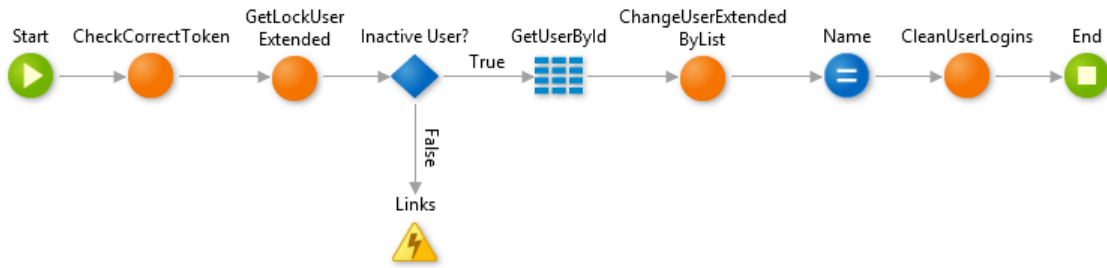 Start
CheckCorrectToken
GetLockUser
Extended
Inactive User?
True
GetUserById
ChangeUserExtended
ByList
Name
CleanUserLogins
End
False
Links